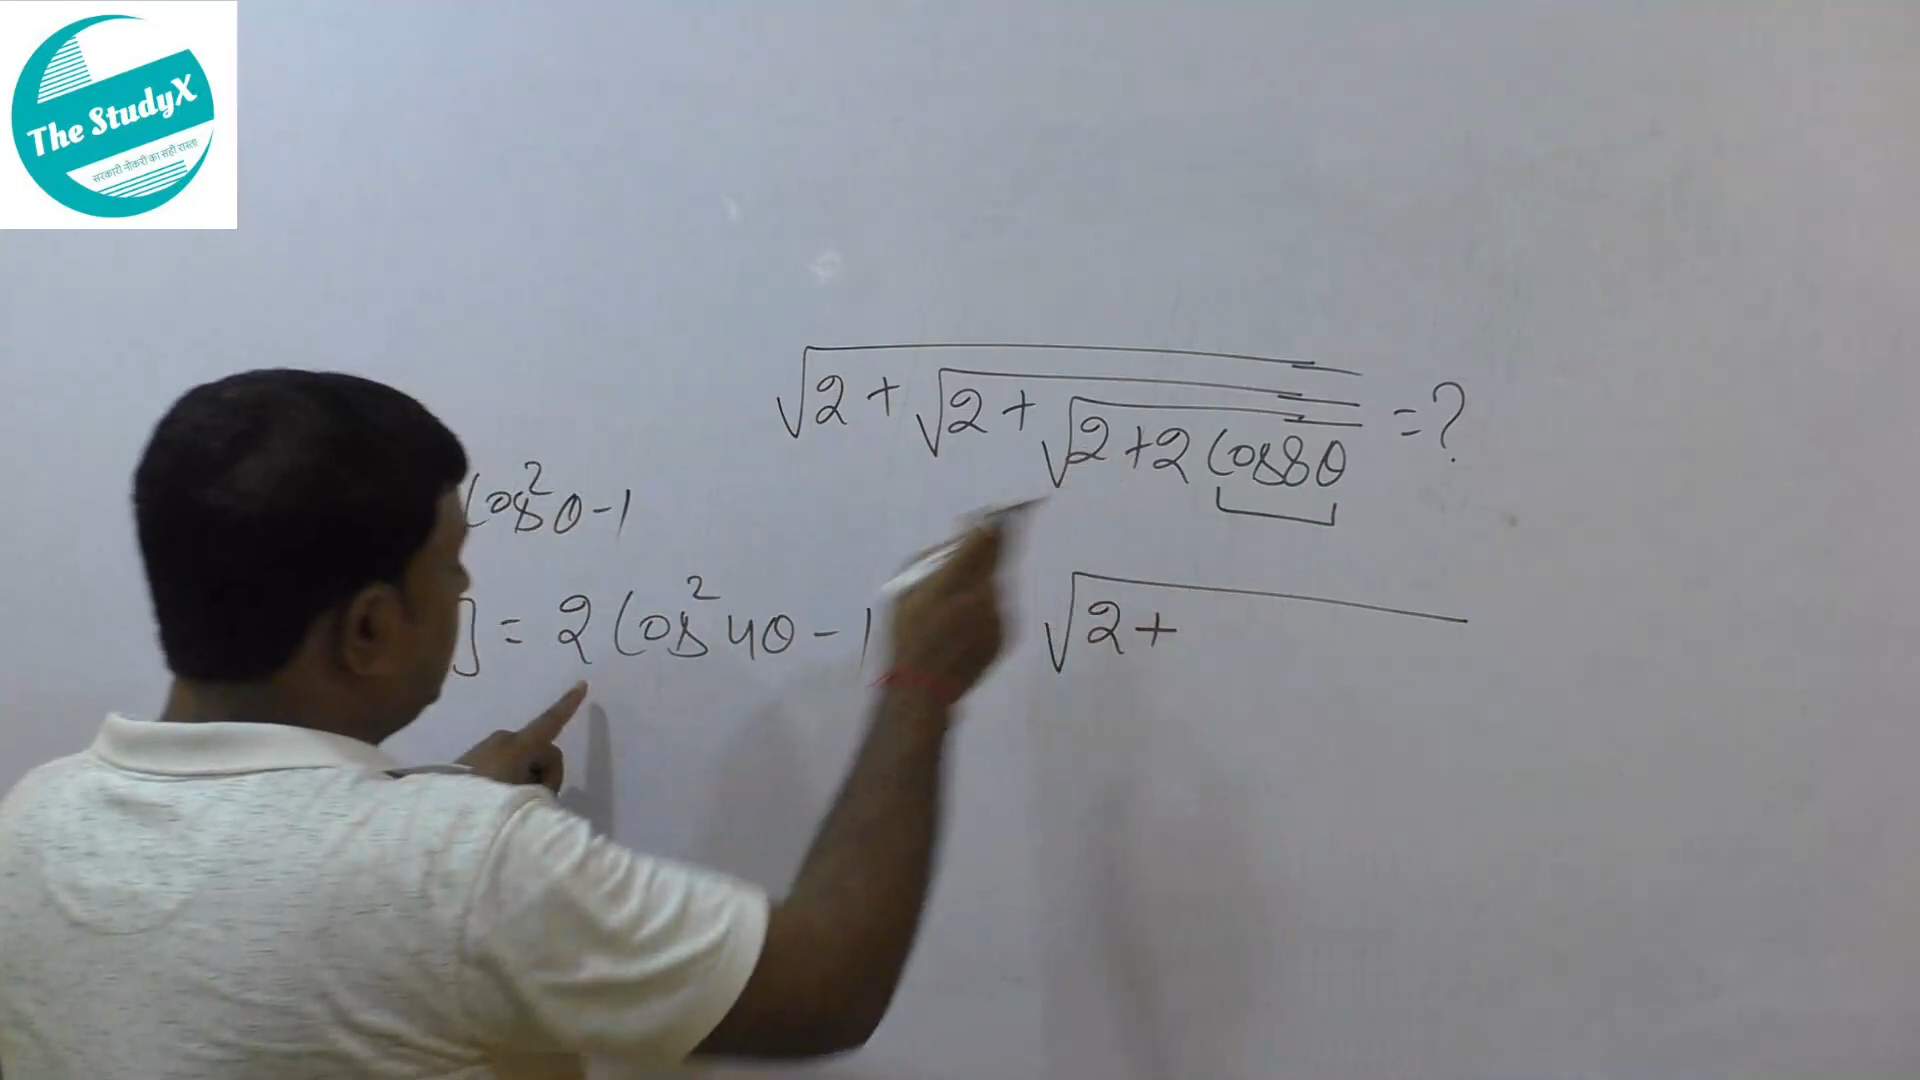 The StudyX
सरकारी नौकरी का सही रास्ता
√2 + √2 + √2 + 2 Cos8θ = ?
Cos²θ - 1
] = 2 Cos²4θ - 1
√2 +